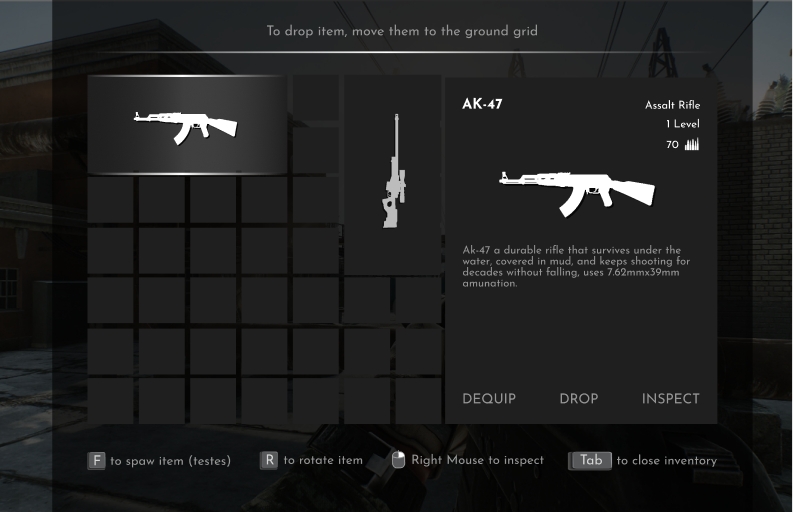 To drop item, move them to the ground grid
AK-47
Assalt Rifle
1 Level
70
Ak-47 a durable rifle that survives under the
water, covered in mud, and keeps shooting for
decades without falling, uses 7.62mmx39mm
amunation.
DEQUIP DROP INSPECT
F to spaw item (testes) R to rotate item Right Mouse to inspect Tab to close inventory